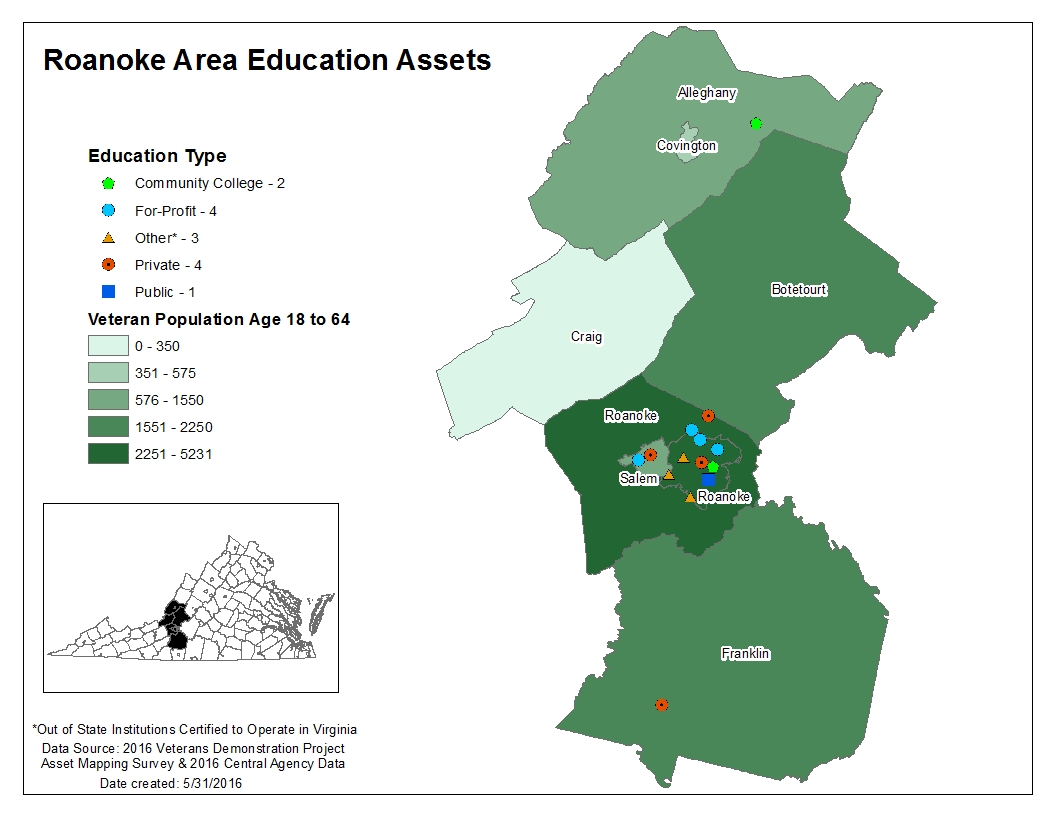 Roanoke Area Education Assets
Education Type
Community College - 2
For-Profit - 4
Other* - 3
Private - 4
Public - 1
Veteran Population Age 18 to 64
0 - 350
351 - 575
576 - 1550
1551 - 2250
2251 - 5231
Alleghany
Covington
Botetourt
Craig
Roanoke
Salem
Roanoke
Franklin
*Out of State Institutions Certified to Operate in Virginia
Data Source: 2016 Veterans Demonstration Project
Asset Mapping Survey & 2016 Central Agency Data
Date created: 5/31/2016